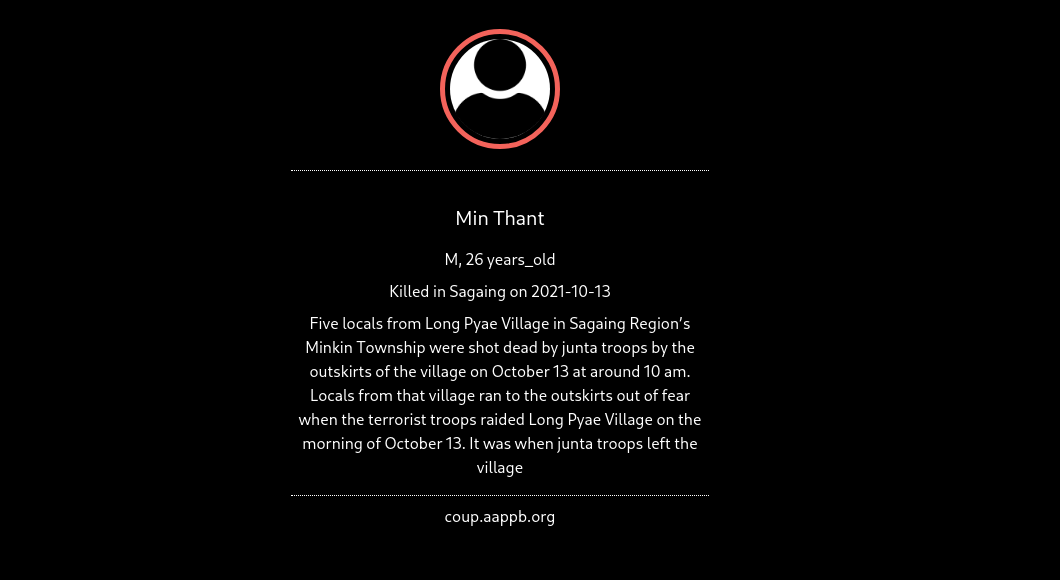 Min Thant
M, 26 years_old
Killed in Sagaing on 2021-10-13
Five locals from Long Pyae Village in Sagaing Region's
Minkin Township were shot dead by junta troops by the
outskirts of the village on October 13 at around 10 am.
Locals from that village ran to the outskirts out of fear
when the terrorist troops raided Long Pyae Village on the
morning of October 13. It was when junta troops left the
village
coup.aappb.org